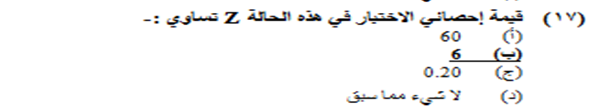 (١٧) قيمة إحصائي الاختبار في هذه الحالة Z تساوي :-
(أ) 60
(ب) 6
(ج) 0.20
(د) لا شيء مما سبق